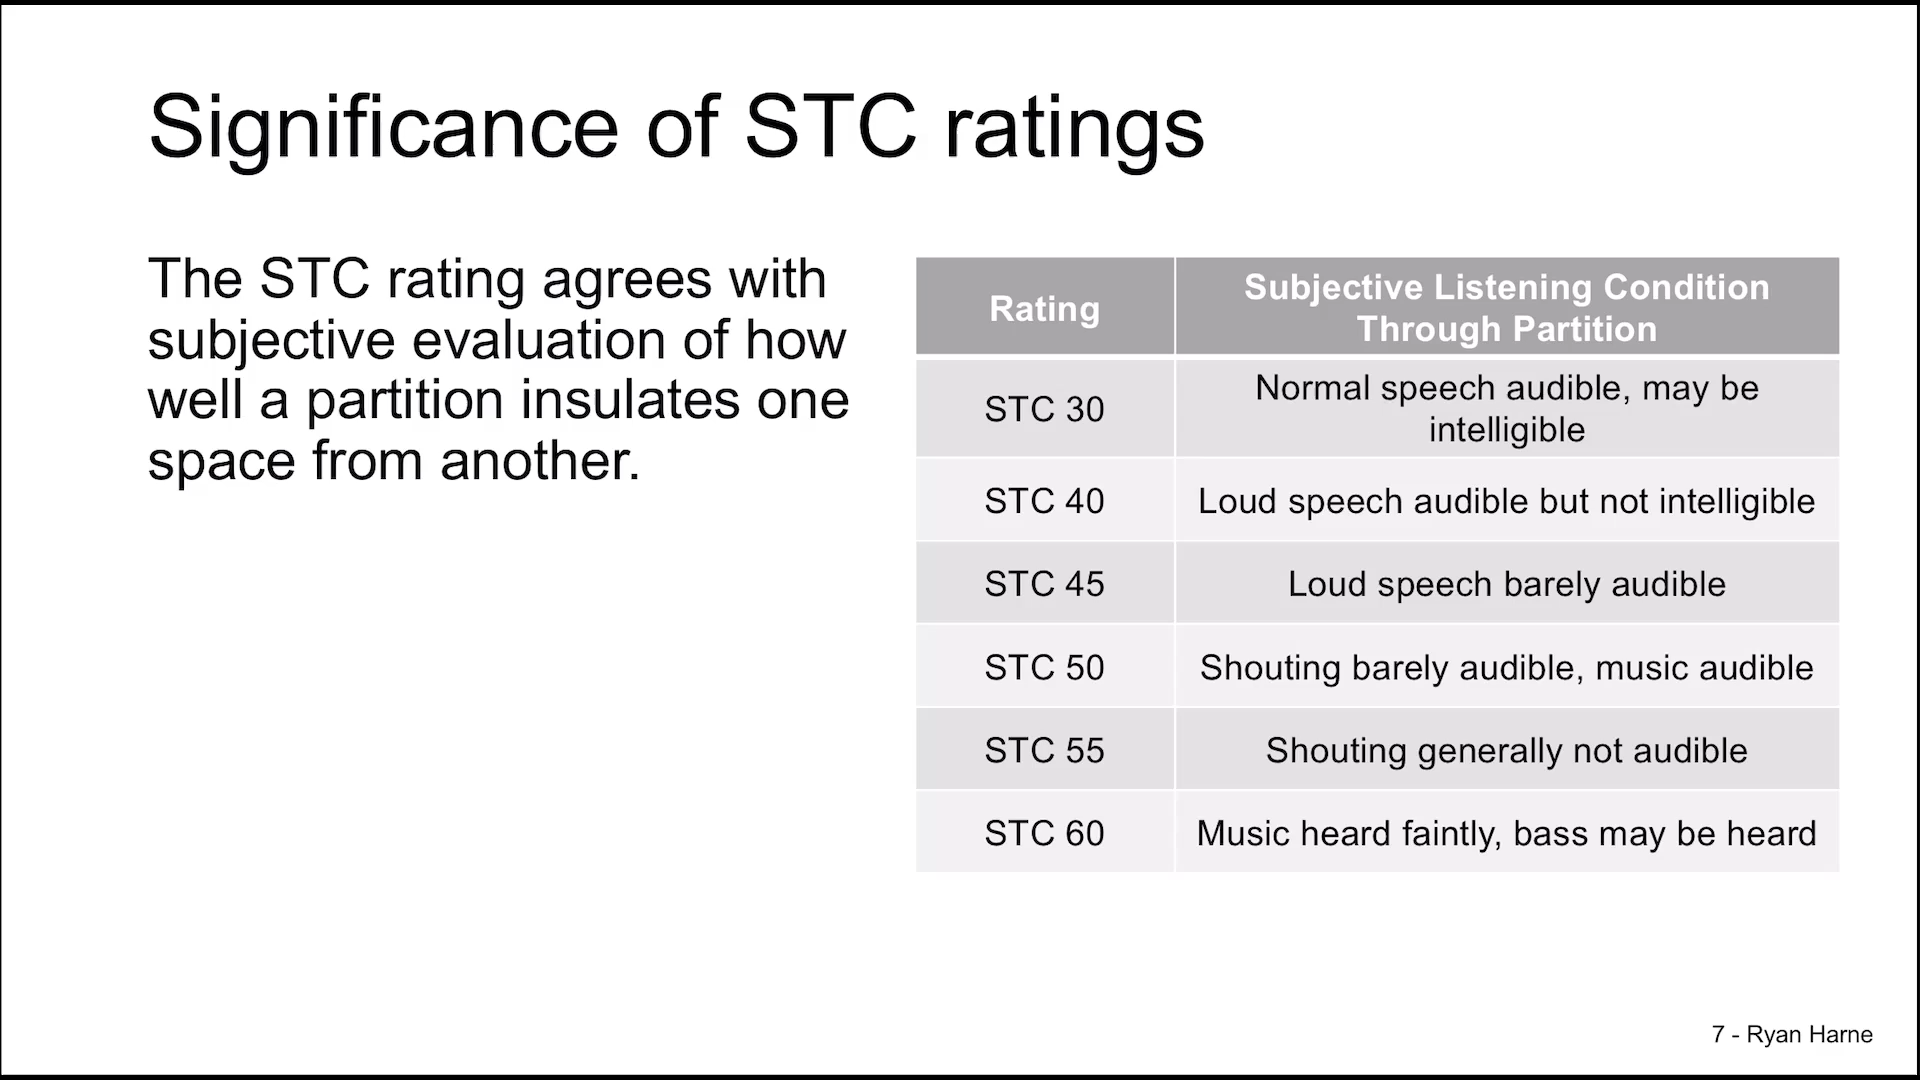 Significance of STC ratings
The STC rating agrees with
subjective evaluation of how
well a partition insulates one
space from another.
Rating
Subjective Listening Condition
Through Partition
STC 30
Normal speech audible, may be
intelligible
STC 40
Loud speech audible but not intelligible
STC 45
Loud speech barely audible
STC 50
Shouting barely audible, music audible
STC 55
Shouting generally not audible
STC 60
Music heard faintly, bass may be heard
7 - Ryan Harne